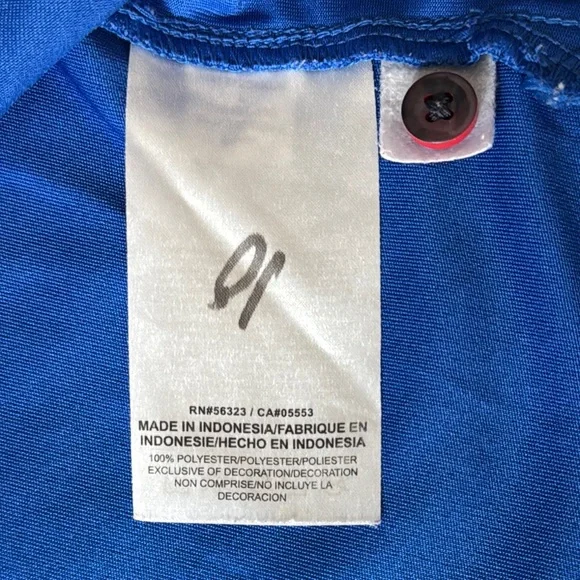 RN#56323 / CA#05553
MADE IN INDONESIA/FABRIQUE EN
INDONESIE/HECHO EN INDONESIA
100% POLYESTER/POLYESTER/POLIESTER
EXCLUSIVE OF DECORATION/DECORATION
NON COMPRISE/NO INCLUYE LA
DECORACION